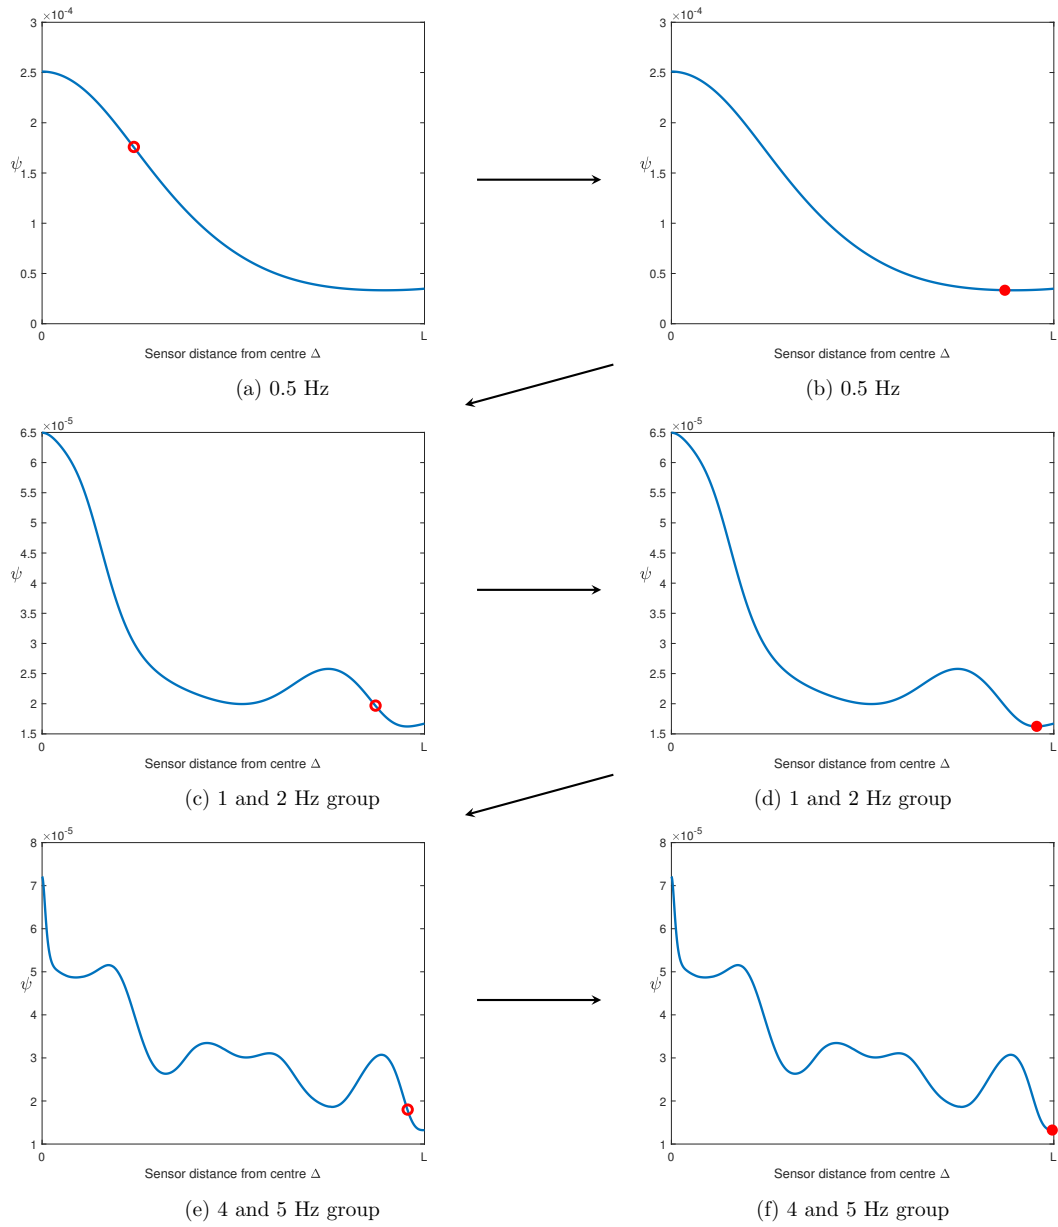 ×10⁻⁴
3
2.5
2
ψ
1.5
1
0.5
0
0 L
Sensor distance from centre Δ
(a) 0.5 Hz
×10⁻⁴
3
2.5
2
ψ
1.5
1
0.5
0
0 L
Sensor distance from centre Δ
(b) 0.5 Hz
×10⁻⁵
6.5
6
5.5
5
4.5
ψ
4
3.5
3
2.5
2
1.5
0 L
Sensor distance from centre Δ
(c) 1 and 2 Hz group
×10⁻⁵
6.5
6
5.5
5
4.5
ψ
4
3.5
3
2.5
2
1.5
0 L
Sensor distance from centre Δ
(d) 1 and 2 Hz group
×10⁻⁵
8
7
6
5
ψ
4
3
2
1
0 L
Sensor distance from centre Δ
(e) 4 and 5 Hz group
×10⁻⁵
8
7
6
5
ψ
4
3
2
1
0 L
Sensor distance from centre Δ
(f) 4 and 5 Hz group